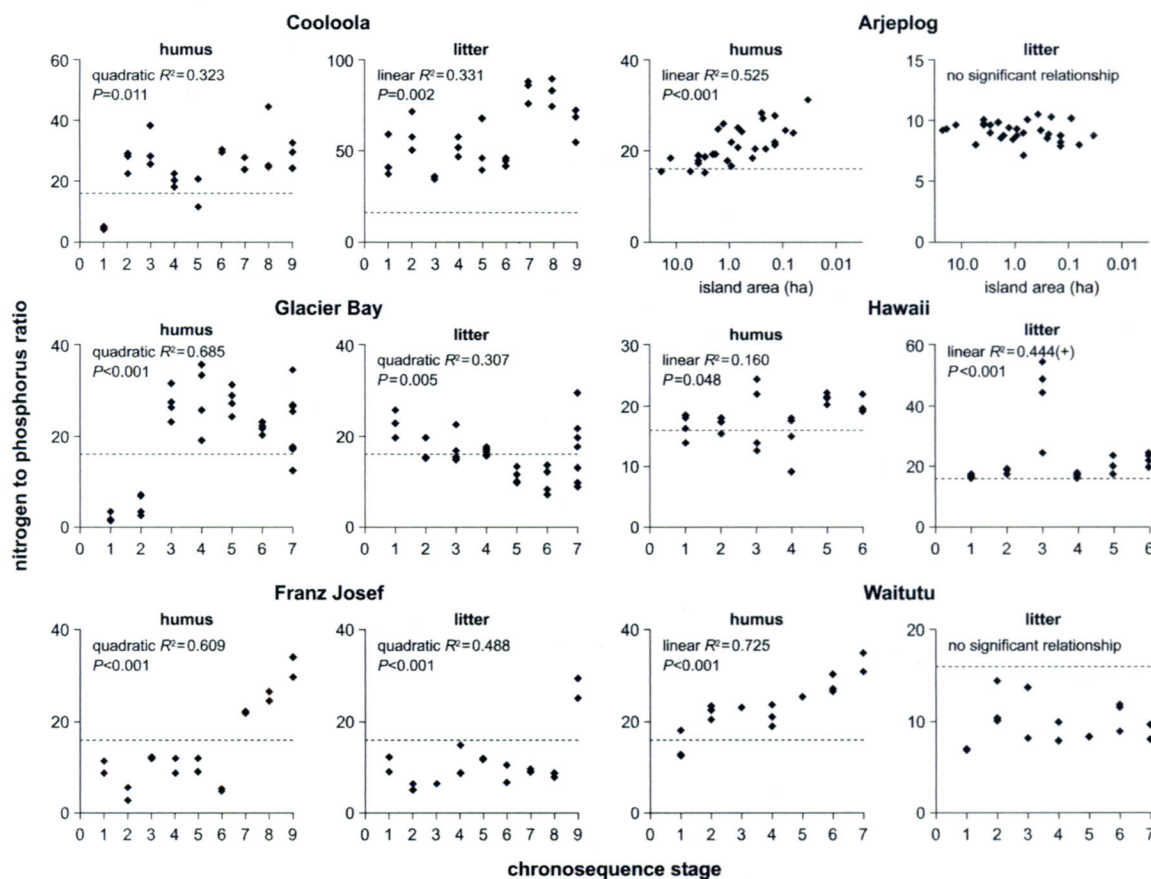 Cooloola
Arjeplog
humus
litter
humus
litter
quadratic R²=0.323
P=0.011
linear R²=0.331
P=0.002
linear R²=0.525
P<0.001
no significant relationship
60
40
20
0
0 1 2 3 4 5 6 7 8 9
100
50
0
0 1 2 3 4 5 6 7 8 9
40
20
0
10.0 1.0 0.1 0.01
island area (ha)
15
10
5
0
10.0 1.0 0.1 0.01
island area (ha)
nitrogen to phosphorus ratio
Glacier Bay
Hawaii
humus
litter
humus
litter
quadratic R²=0.685
P<0.001
quadratic R²=0.307
P=0.005
linear R²=0.160
P=0.048
linear R²=0.444(+)
P<0.001
40
20
0
0 1 2 3 4 5 6 7
40
20
0
0 1 2 3 4 5 6 7
30
20
10
0
0 1 2 3 4 5 6
60
40
20
0
0 1 2 3 4 5 6
Franz Josef
Waitutu
humus
litter
humus
litter
quadratic R²=0.609
P<0.001
quadratic R²=0.488
P<0.001
linear R²=0.725
P<0.001
no significant relationship
40
20
0
0 1 2 3 4 5 6 7 8 9
40
20
0
0 1 2 3 4 5 6 7 8 9
40
20
0
0 1 2 3 4 5 6 7
20
10
0
0 1 2 3 4 5 6 7
chronosequence stage